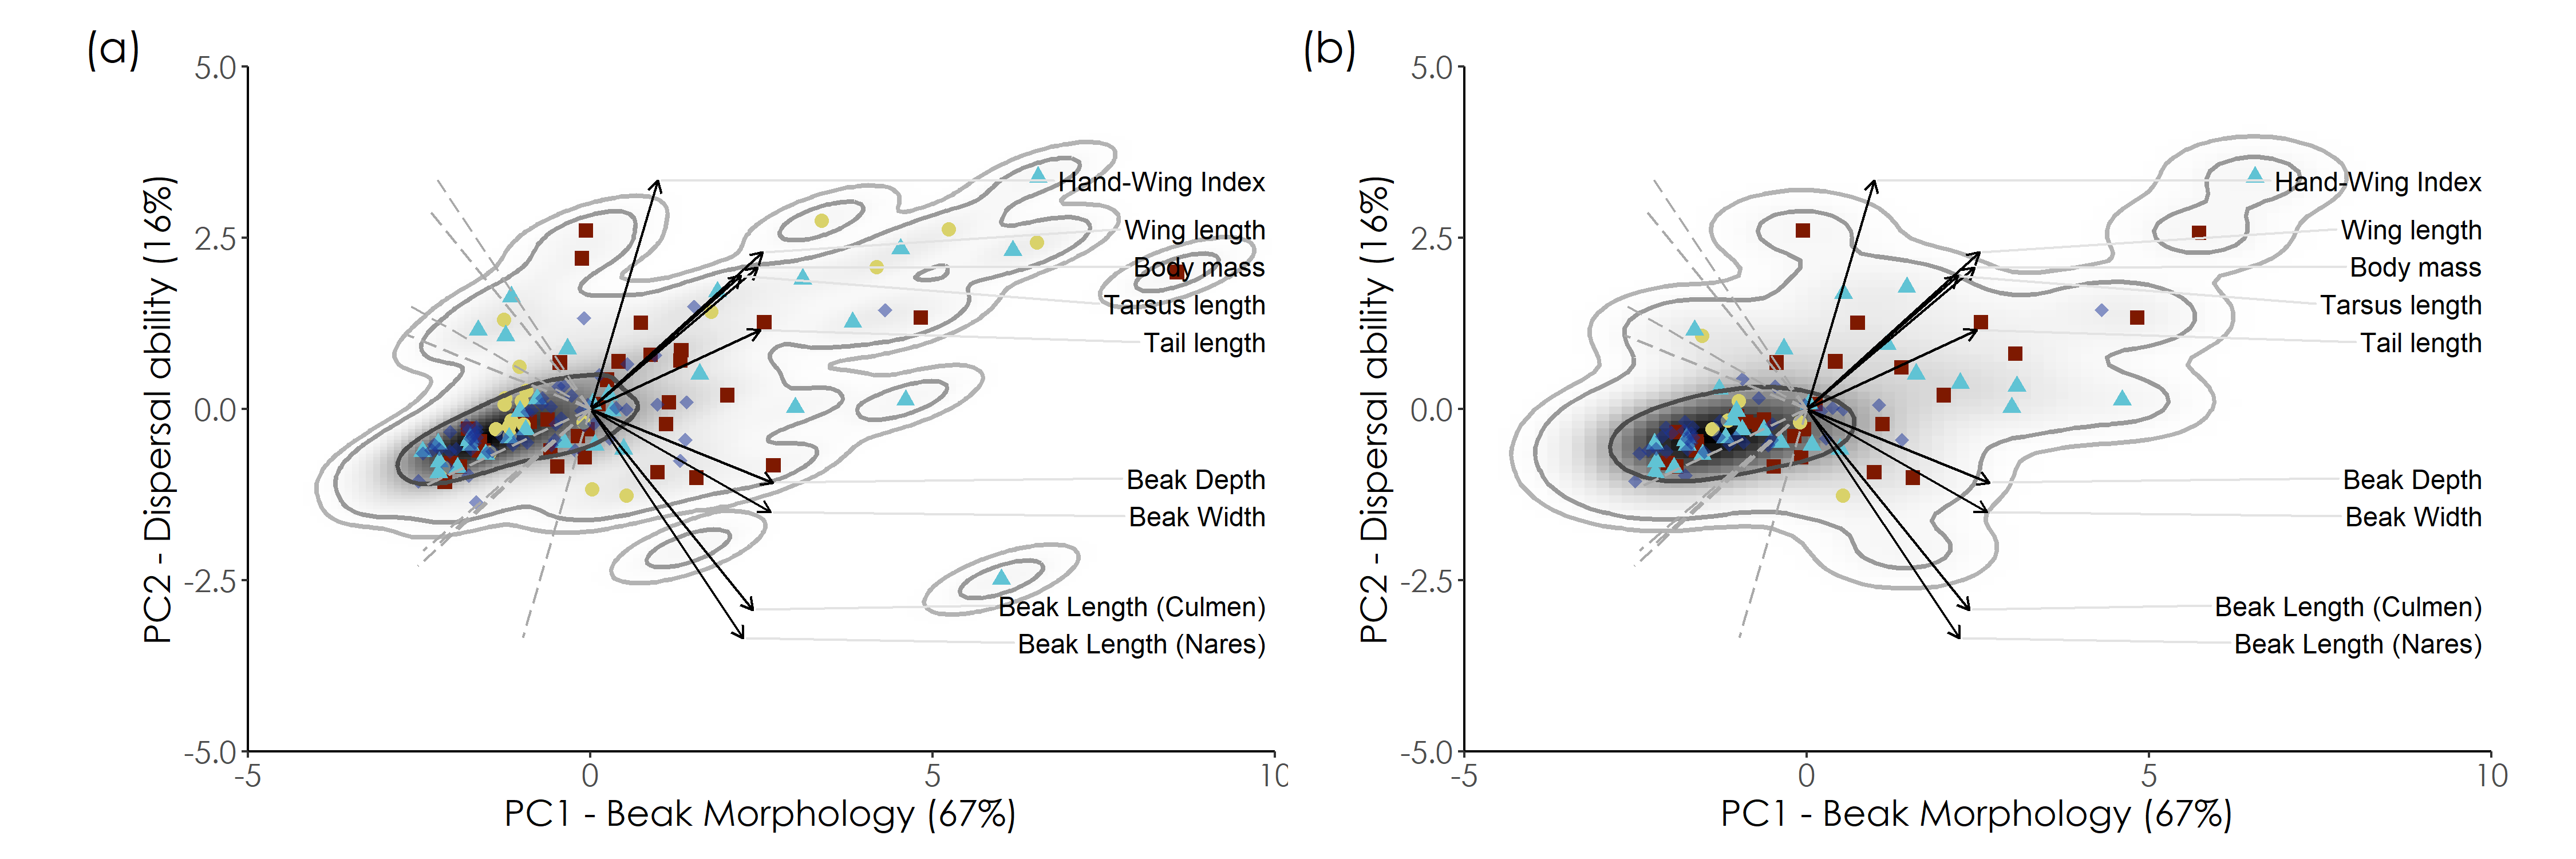 (a)
5.0
2.5
0.0
-2.5
-5.0
-5
0
5
10
PC1 - Beak Morphology (67%)
PC2 - Dispersal ability (16%)
Hand-Wing Index
Wing length
Body mass
Tarsus length
Tail length
Beak Depth
Beak Width
Beak Length (Culmen)
Beak Length (Nares)
(b)
5.0
2.5
0.0
-2.5
-5.0
-5
0
5
10
PC1 - Beak Morphology (67%)
PC2 - Dispersal ability (16%)
Hand-Wing Index
Wing length
Body mass
Tarsus length
Tail length
Beak Depth
Beak Width
Beak Length (Culmen)
Beak Length (Nares)